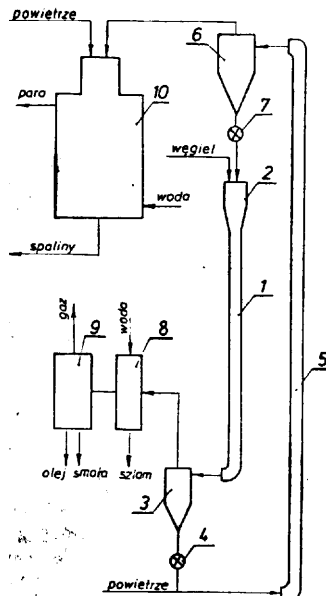 powietrze
6
para
10
7
węgiel
2
woda
spaliny
1
gaz
woda
9
8
5
olej smoła
szlam
3
4
powietrze